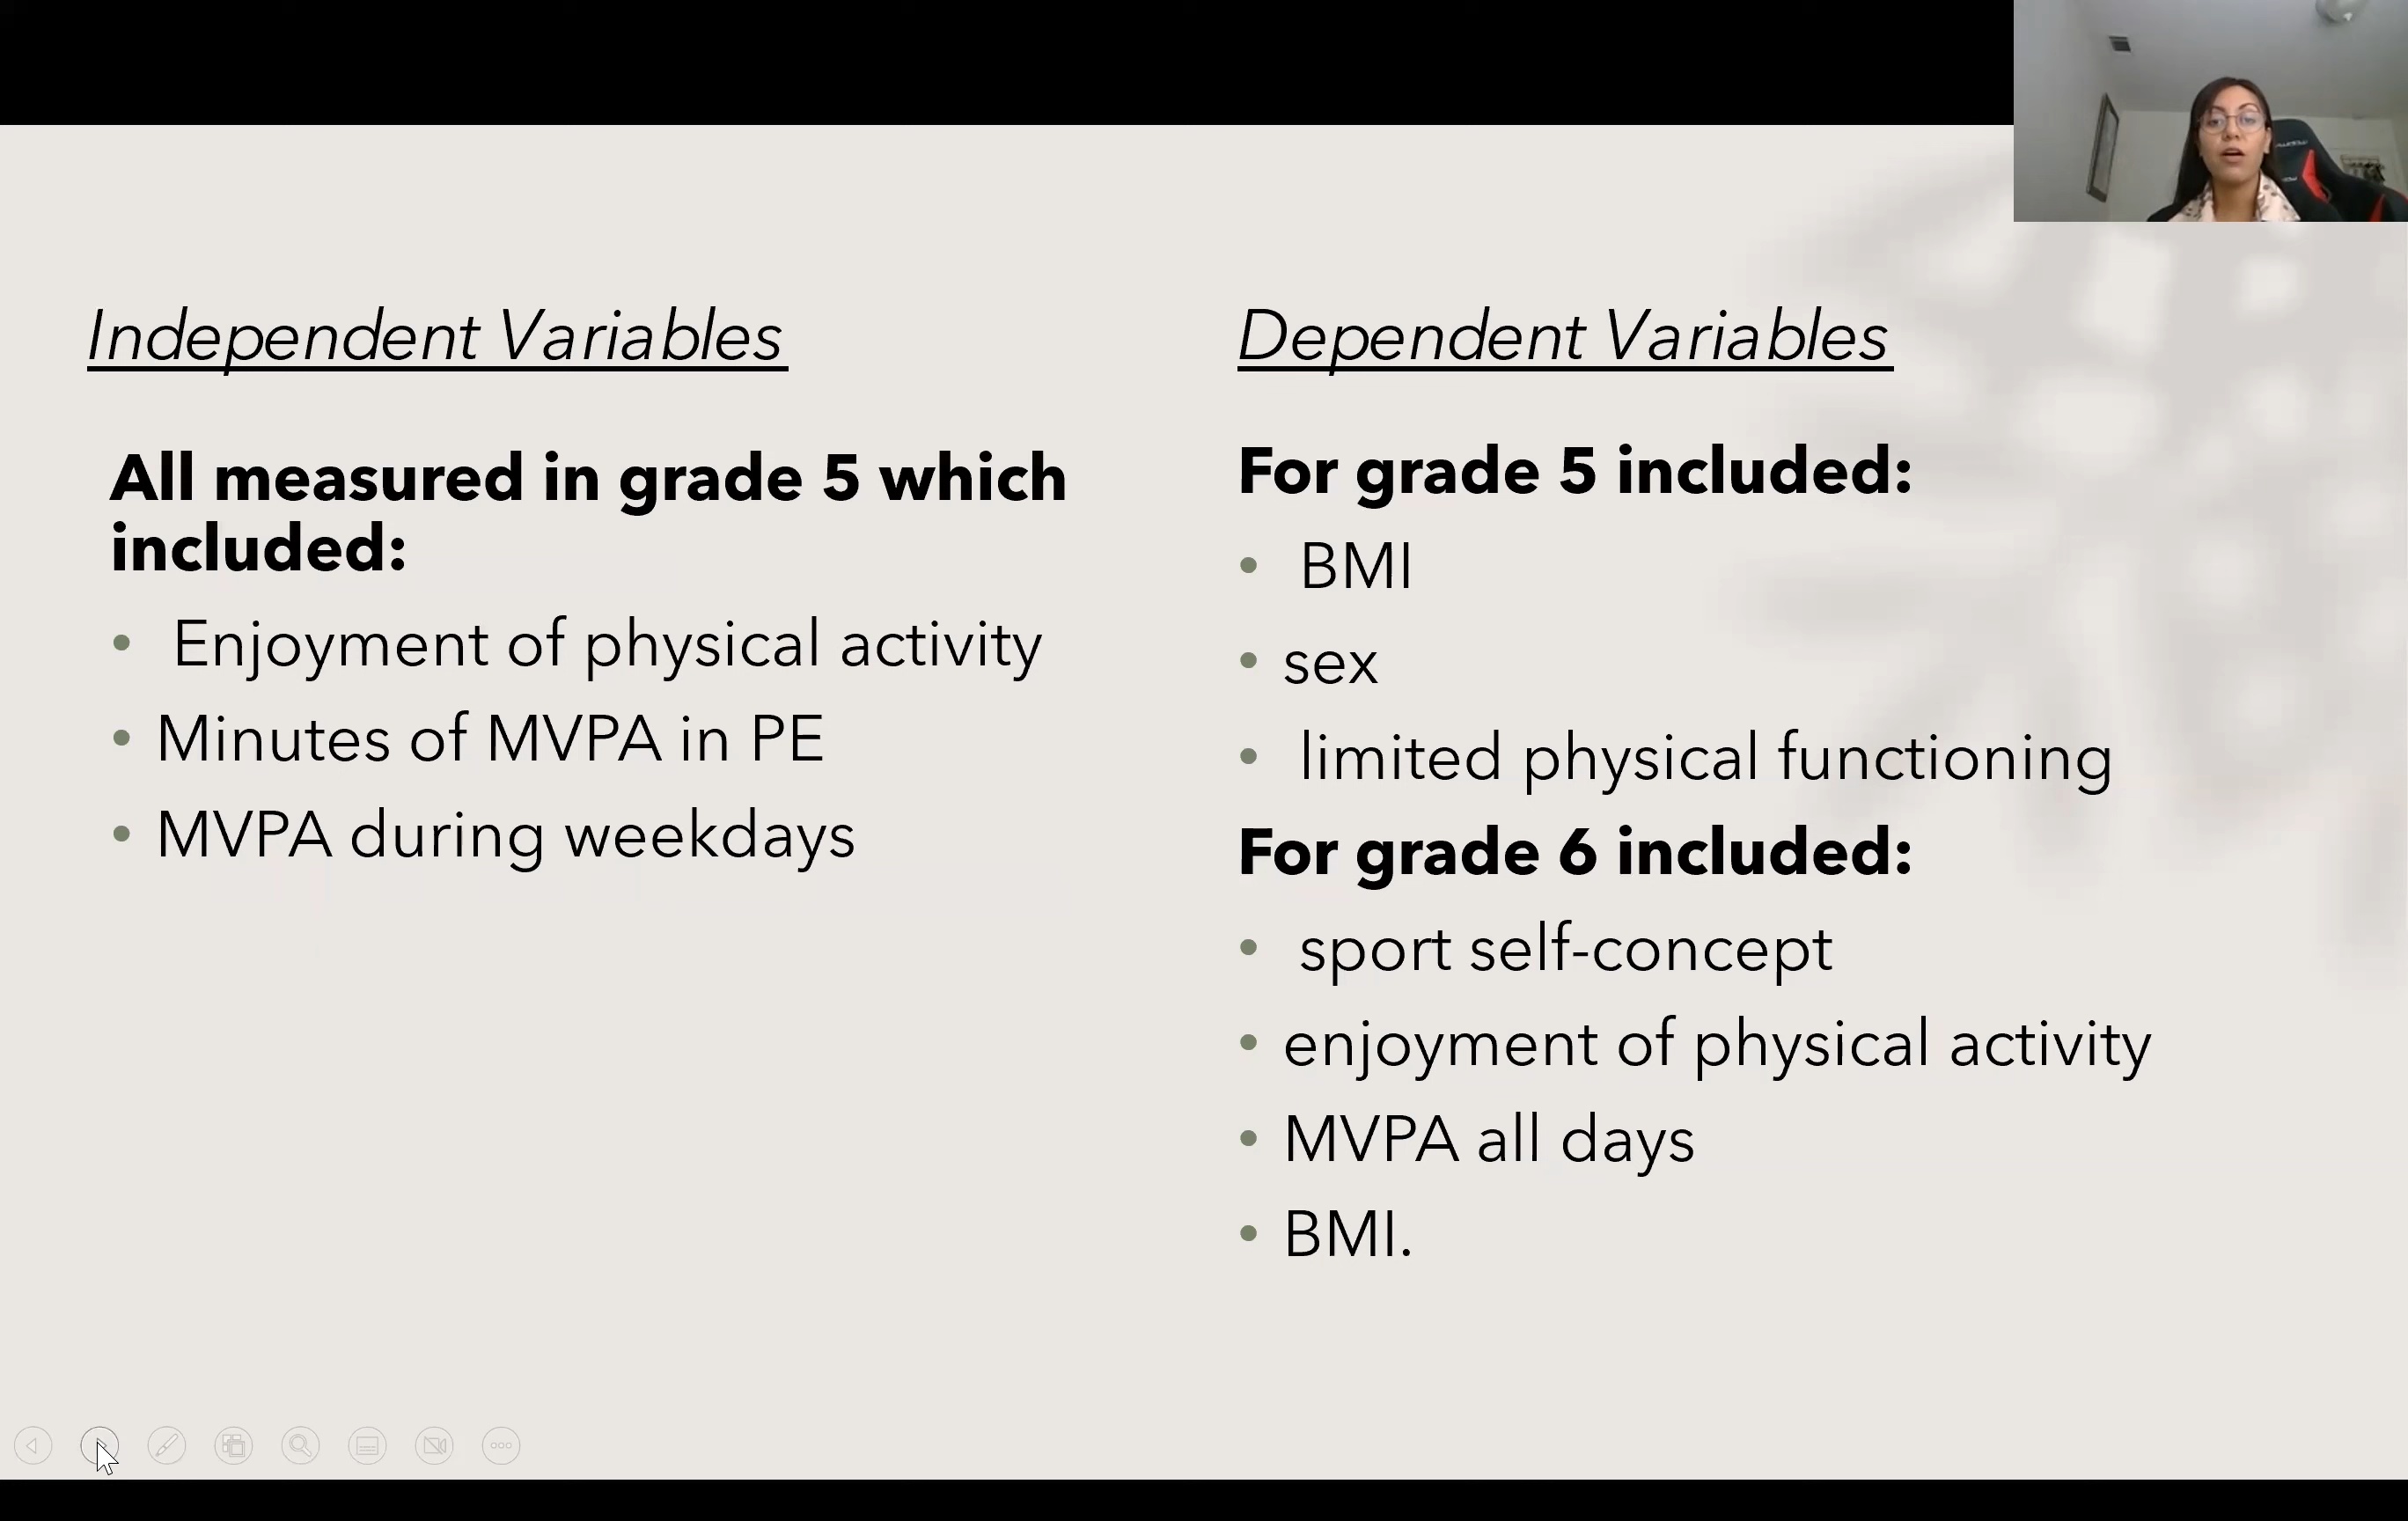 Independent Variables
All measured in grade 5 which
included:
• Enjoyment of physical activity
• Minutes of MVPA in PE
• MVPA during weekdays
Dependent Variables
For grade 5 included:
• BMI
• sex
• limited physical functioning
For grade 6 included:
• sport self-concept
• enjoyment of physical activity
• MVPA all days
• BMI.